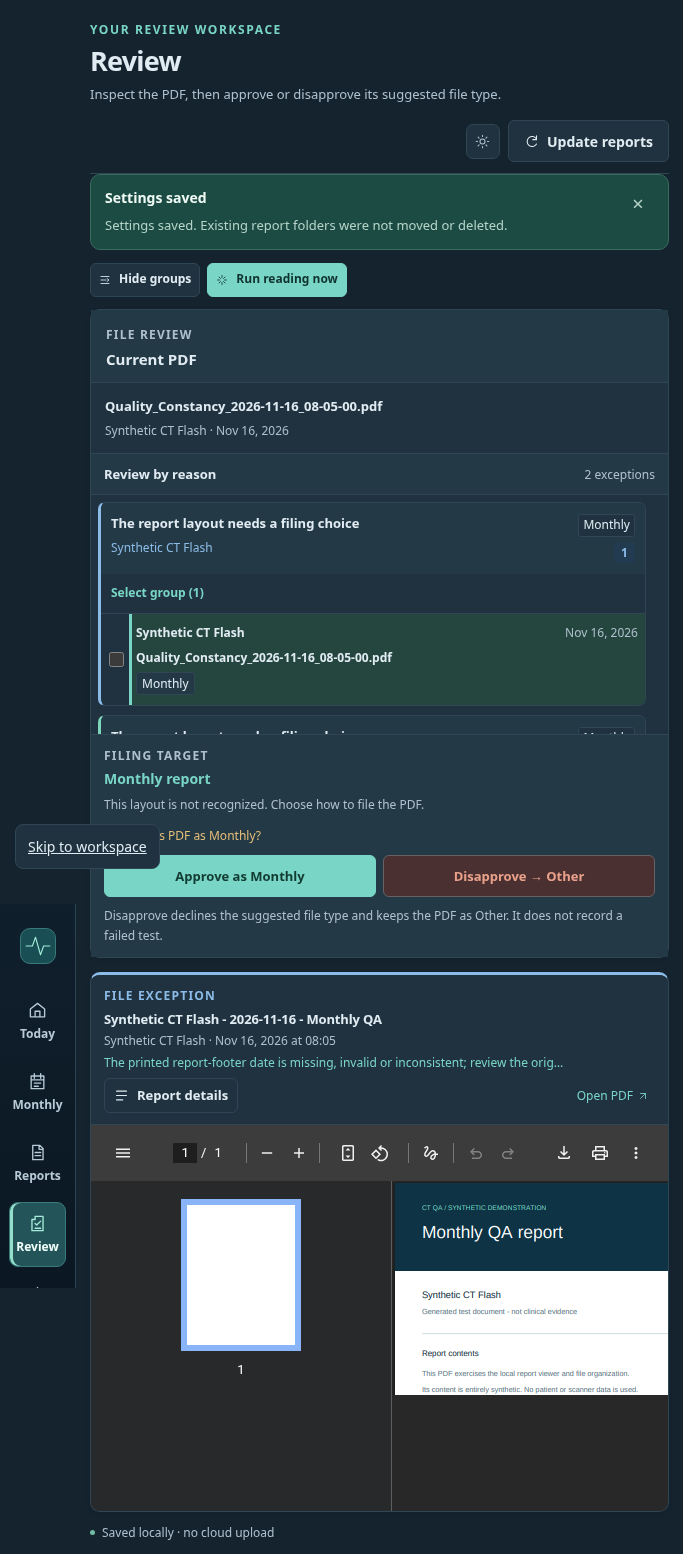 YOUR REVIEW WORKSPACE
Review
Inspect the PDF, then approve or disapprove its suggested file type.
Update reports
Settings saved
Settings saved. Existing report folders were not moved or deleted.
Hide groups
Run reading now
FILE REVIEW
Current PDF
Quality_Constancy_2026-11-16_08-05-00.pdf
Synthetic CT Flash · Nov 16, 2026
Review by reason
2 exceptions
The report layout needs a filing choice
Monthly
Synthetic CT Flash
1
Select group (1)
Synthetic CT Flash
Nov 16, 2026
Quality_Constancy_2026-11-16_08-05-00.pdf
Monthly
FILING TARGET
Monthly report
This layout is not recognized. Choose how to file the PDF.
PDF as Monthly?
Skip to workspace
Approve as Monthly
Disapprove → Other
Disapprove declines the suggested file type and keeps the PDF as Other. It does not record a
failed test.
Today
Monthly
Reports
Review
FILE EXCEPTION
Synthetic CT Flash - 2026-11-16 - Monthly QA
Synthetic CT Flash · Nov 16, 2026 at 08:05
The printed report-footer date is missing, invalid or inconsistent; review the orig...
Report details
Open PDF
1 / 1
1
CT QA / SYNTHETIC DEMONSTRATION
Monthly QA report
Synthetic CT Flash
Generated test document - not clinical evidence
Report contents
This PDF exercises the local report viewer and file organization.
Its content is entirely synthetic. No patient or scanner data is used.
Saved locally · no cloud upload